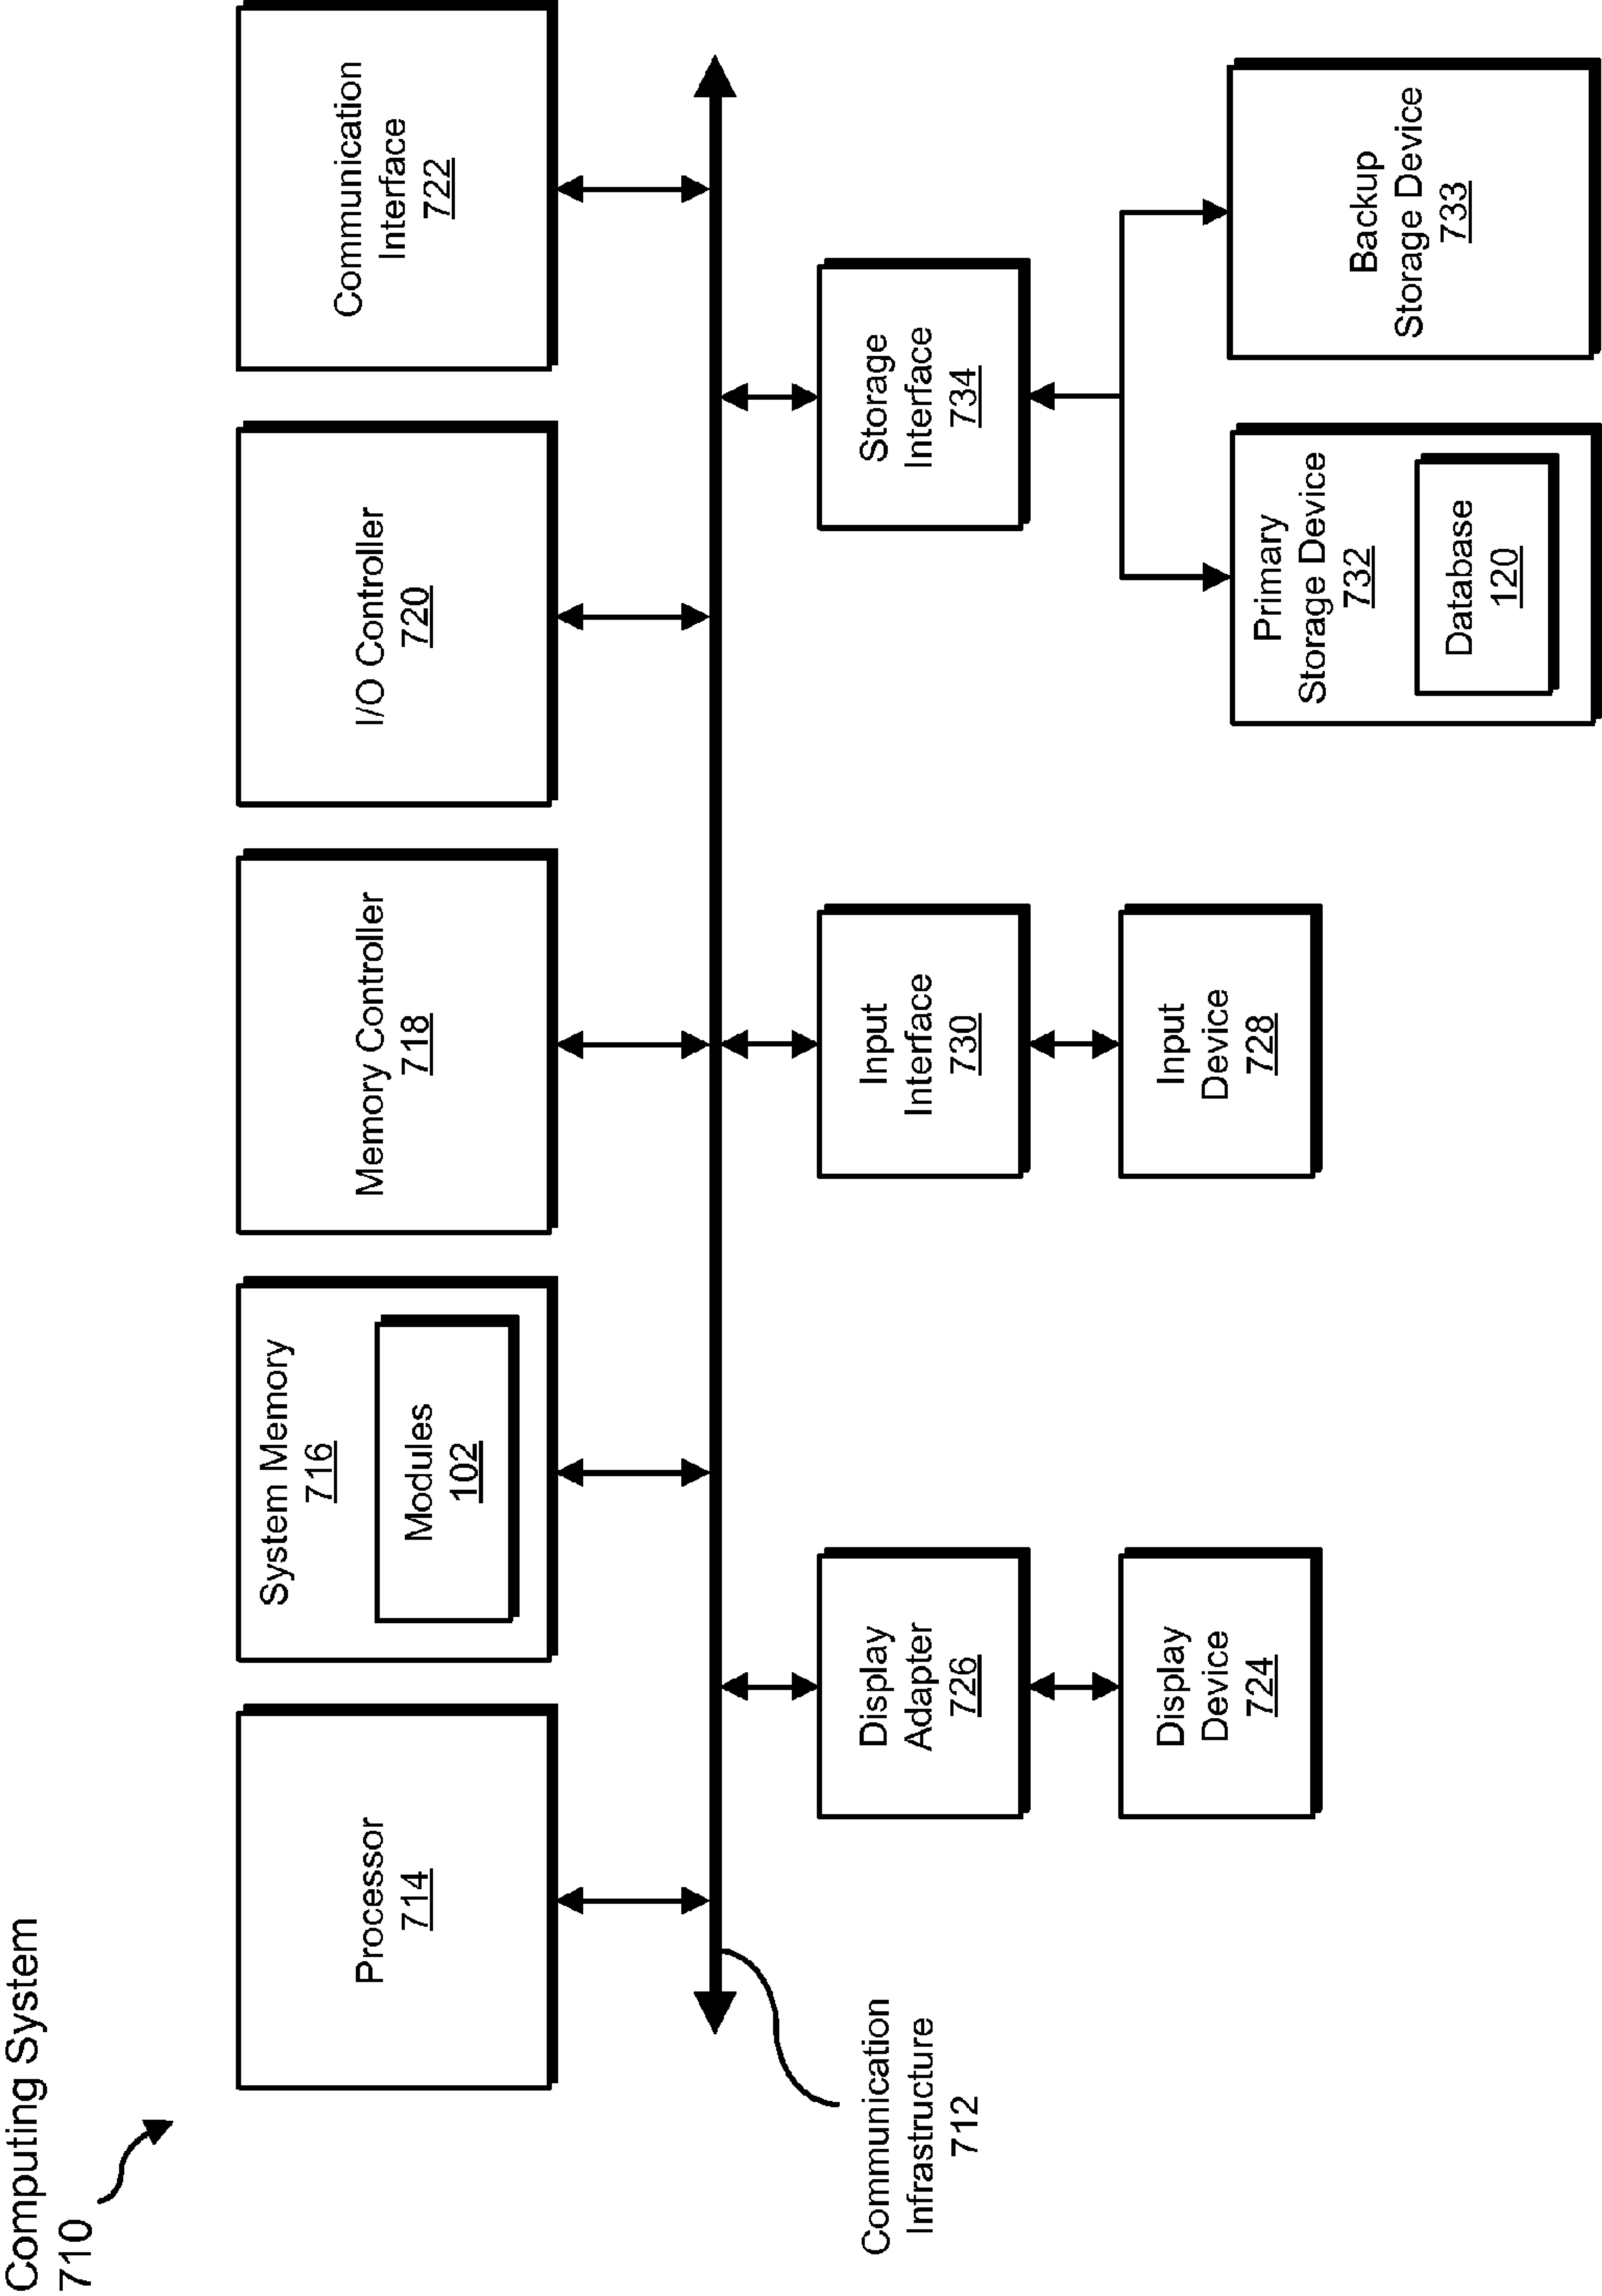 Computing System
710
Processor
714
System Memory
716
Modules
102
Memory Controller
718
I/O Controller
720
Communication
Interface
722
Communication
Infrastructure
712
Display
Adapter
726
Input
Interface
730
Storage
Interface
734
Display
Device
724
Input
Device
728
Primary
Storage Device
732
Database
120
Backup
Storage Device
733